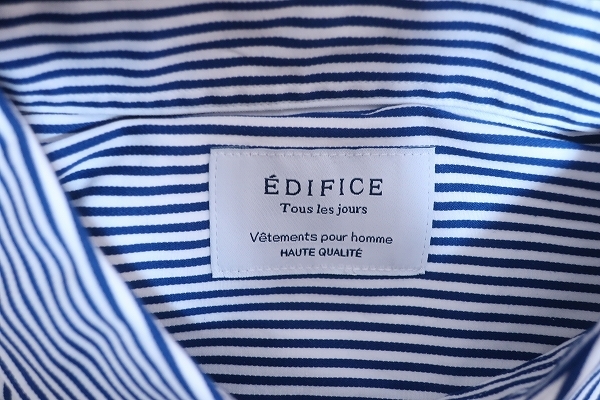 ÉDIFICE
Tous les jours
Vêtements pour homme
HAUTE QUALITÉ